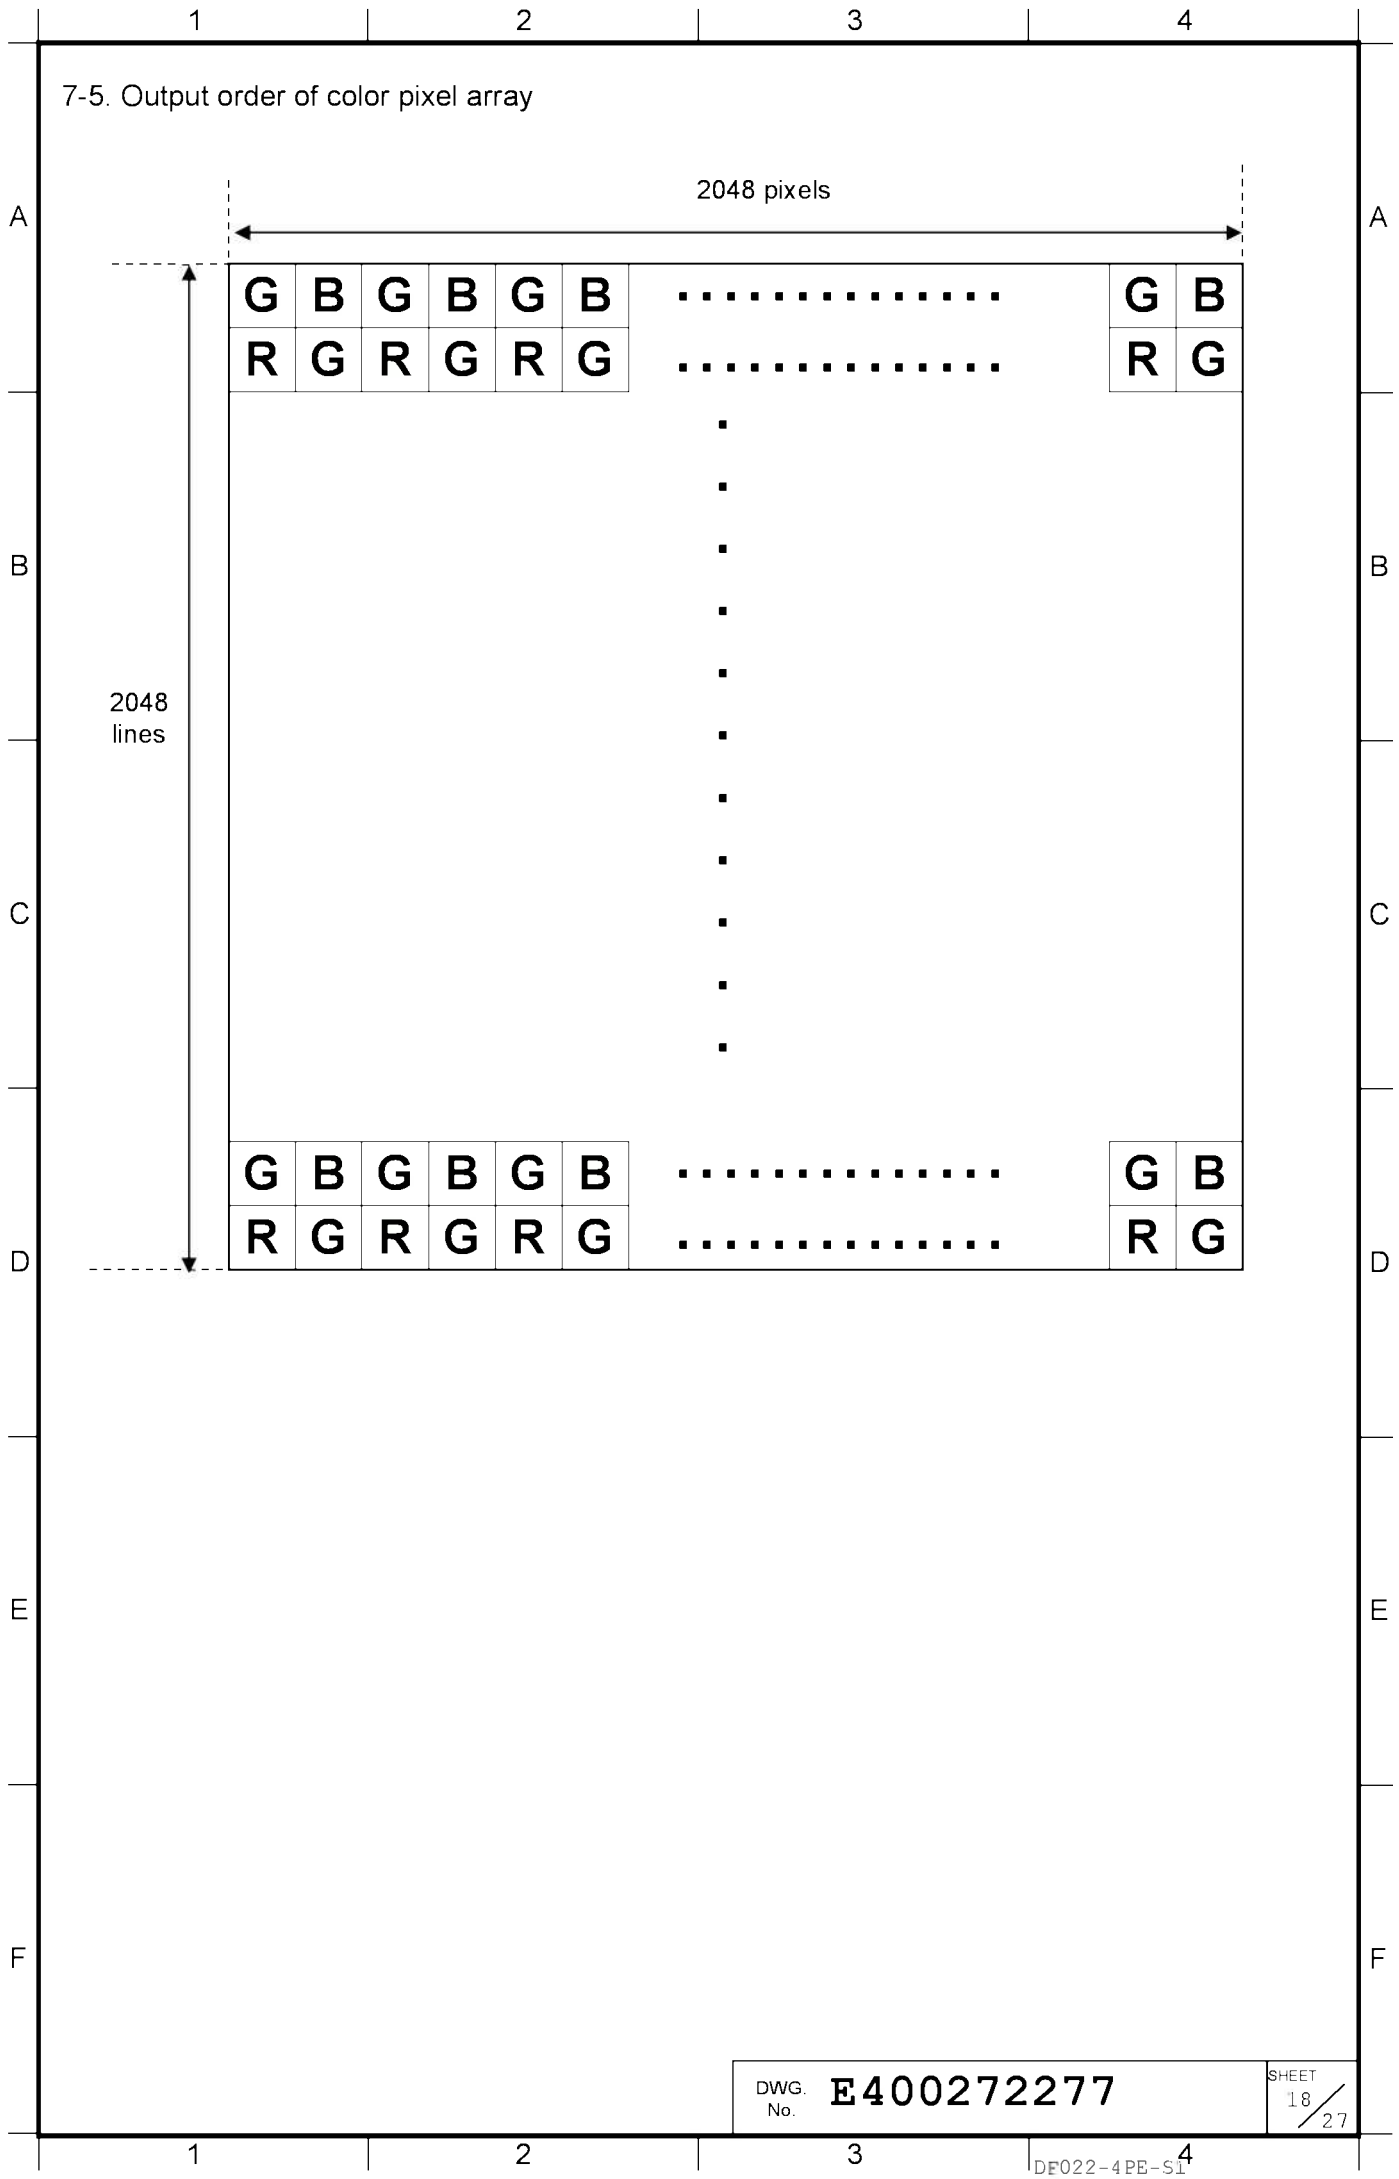 1 2 3 4
7-5. Output order of color pixel array
2048 pixels
A A
G B G B G B G B
R G R G R G R G
B B
2048
lines
C C
G B G B G B G B
R G R G R G R G
D D
E E
F F
DWG.
No.
E400272277
SHEET
18/27
1 2 3 4
DF022-4PE-S1